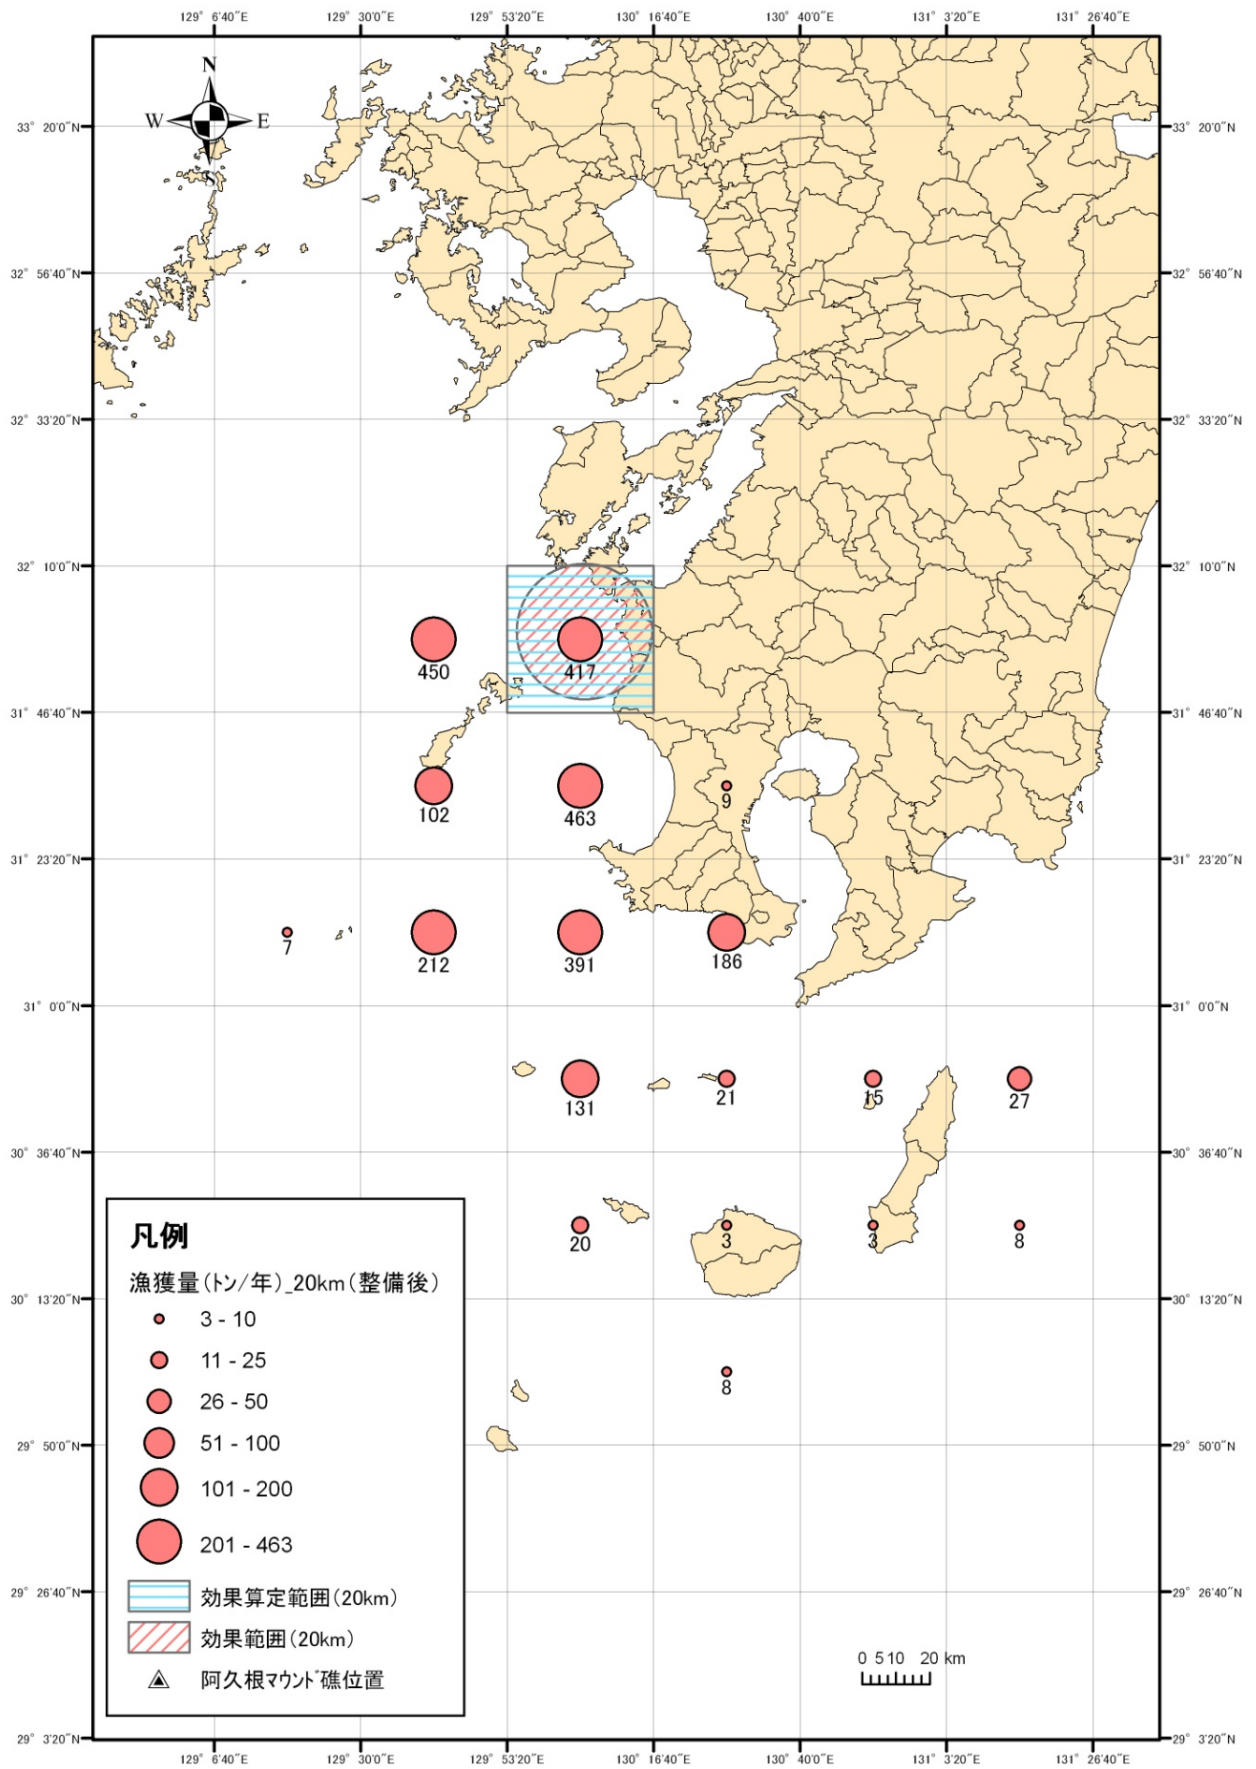 129° 6′40″E 129° 30′0″E 129° 53′20″E 130° 16′40″E 130° 40′0″E 131° 3′20″E 131° 26′40″E
N
W E
S
33° 20′0″N 33° 20′0″N
32° 56′40″N 32° 56′40″N
32° 33′20″N 32° 33′20″N
32° 10′0″N 32° 10′0″N
450 417
31° 46′40″N 31° 46′40″N
102 463 9
31° 23′20″N 31° 23′20″N
7 212 391 186
31° 0′0″N 31° 0′0″N
131 21 15 27
30° 36′40″N 30° 36′40″N
20 3 3 8
30° 13′20″N 30° 13′20″N
8
29° 50′0″N 29° 50′0″N
29° 26′40″N 29° 26′40″N
29° 3′20″N 29° 3′20″N
凡例
漁獲量(トン/年)_20km(整備後)
3 - 10
11 - 25
26 - 50
51 - 100
101 - 200
201 - 463
効果算定範囲(20km)
効果範囲(20km)
阿久根マウンド礁位置
0 5 10 20 km
129° 6′40″E 129° 30′0″E 129° 53′20″E 130° 16′40″E 130° 40′0″E 131° 3′20″E 131° 26′40″E